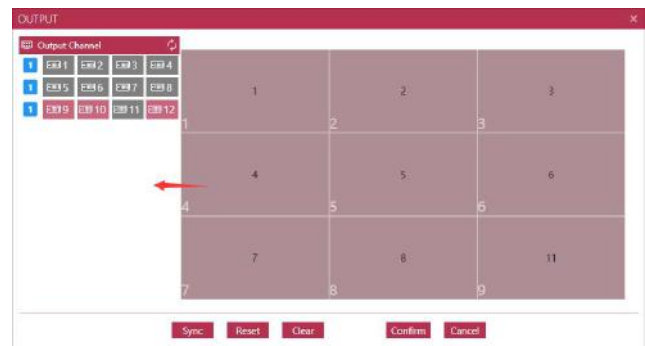 OUTPUT
Output Channel
1 1 2 3 4
1 5 6 7 8
1 9 10 11 12
1 2 3
1 2 3
4 5 6
4 5 6
7 8 11
7 8 9
Sync Reset Clear Confirm Cancel